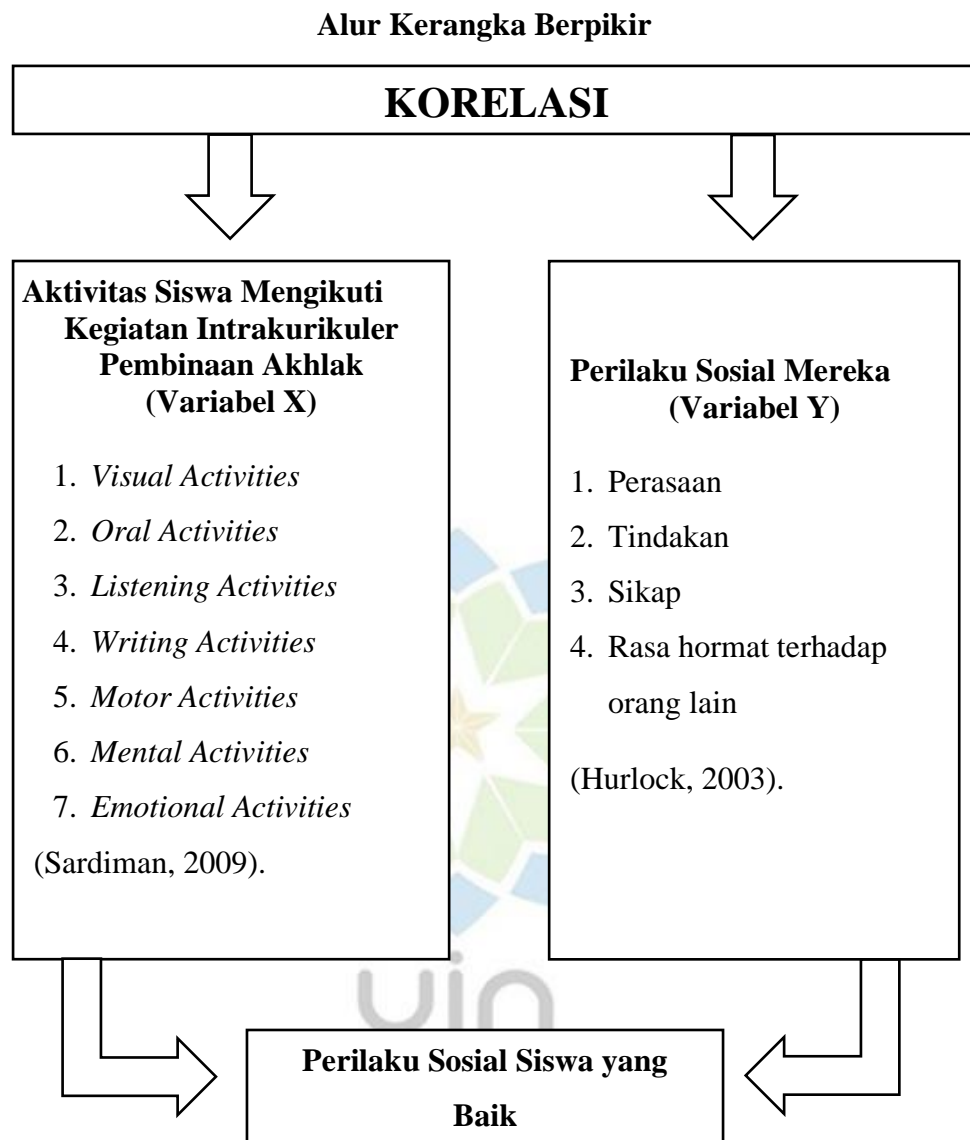 Alur Kerangka Berpikir
KORELASI
Aktivitas Siswa Mengikuti
Kegiatan Intrakurikuler
Pembinaan Akhlak
(Variabel X)
1. Visual Activities
2. Oral Activities
3. Listening Activities
4. Writing Activities
5. Motor Activities
6. Mental Activities
7. Emotional Activities
(Sardiman, 2009).
Perilaku Sosial Mereka
(Variabel Y)
1. Perasaan
2. Tindakan
3. Sikap
4. Rasa hormat terhadap
orang lain
(Hurlock, 2003).
uin
Perilaku Sosial Siswa yang
Baik